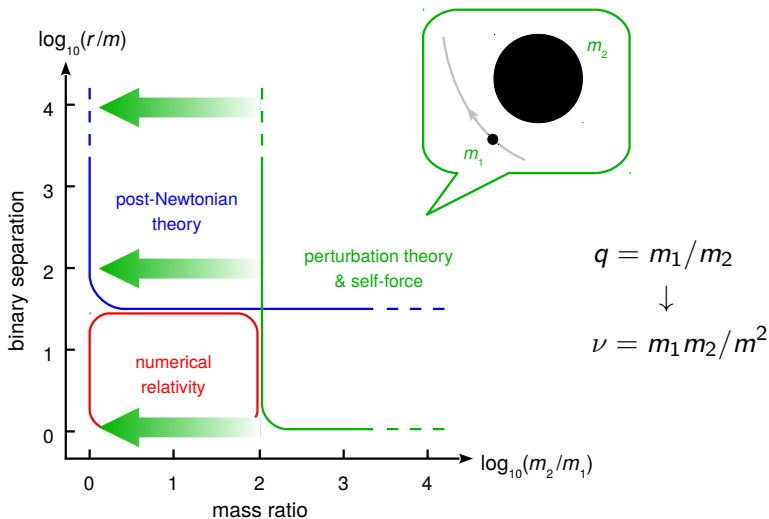 log₁₀(r/m)
m₂
m₁
4
3
2
1
0
binary separation
post-Newtonian
theory
perturbation theory
& self-force
numerical
relativity
q = m₁/m₂
↓
ν = m₁m₂/m²
0 1 2 3 4
log₁₀(m₂/m₁)
mass ratio